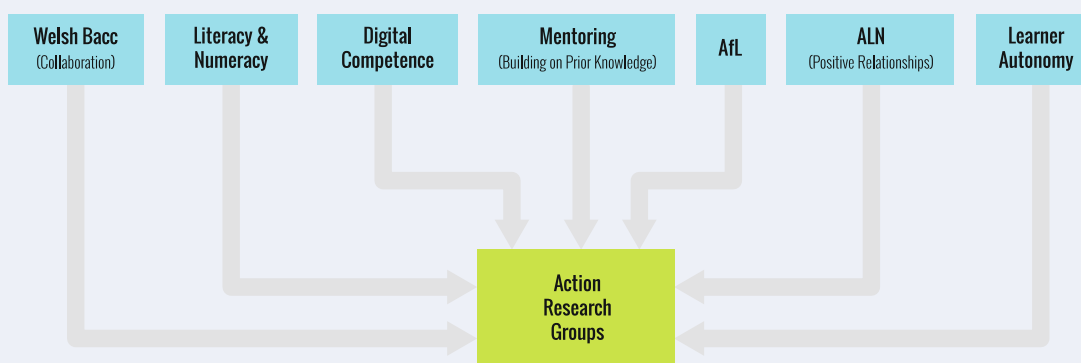 Welsh Bacc
(Collaboration)
Literacy &
Numeracy
Digital
Competence
Mentoring
(Building on Prior Knowledge)
AfL
ALN
(Positive Relationships)
Learner
Autonomy
Action
Research
Groups